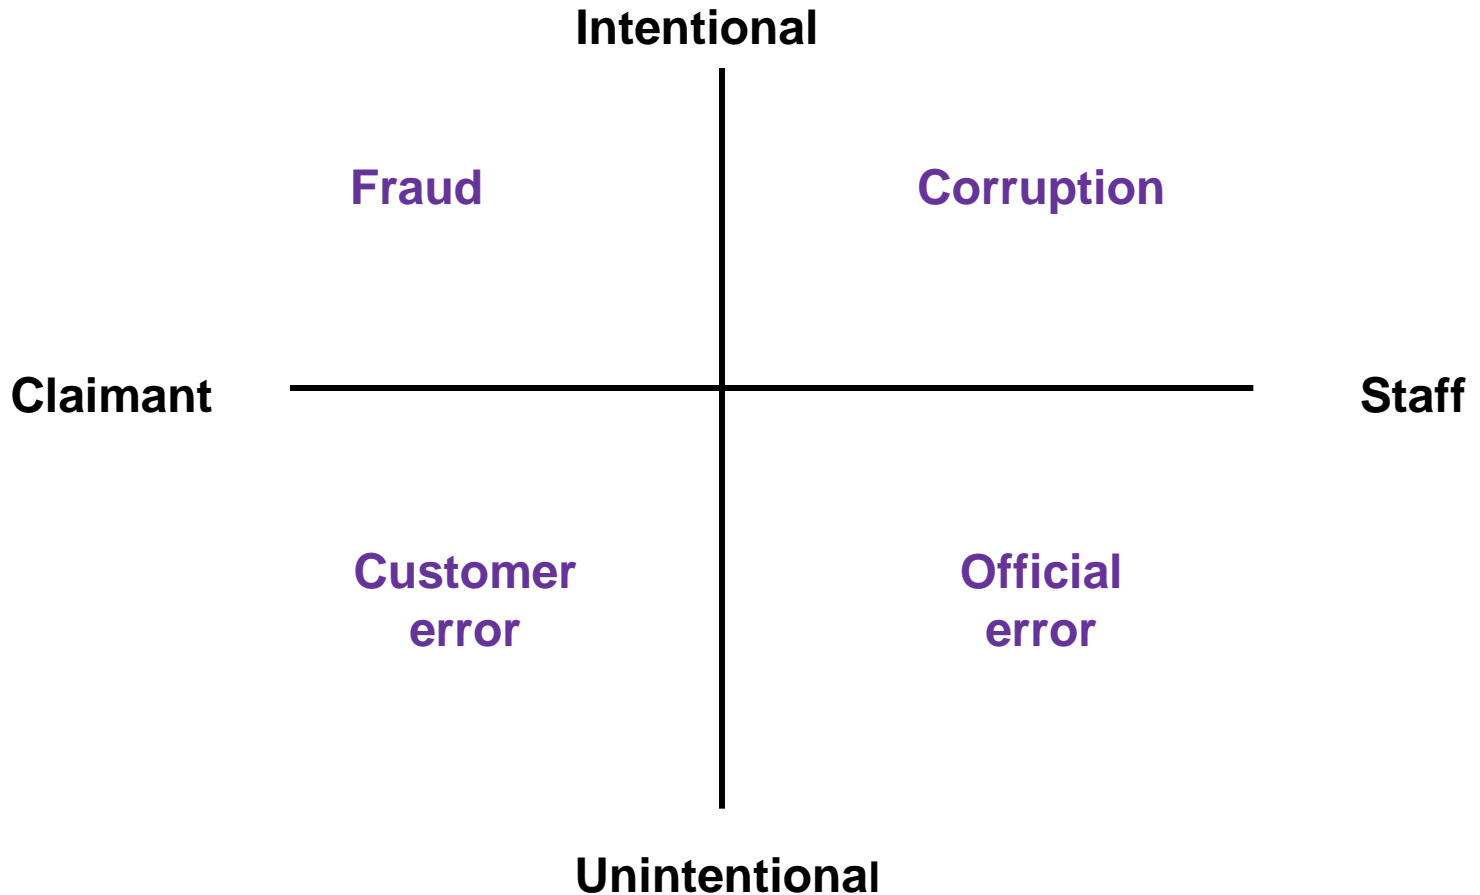 Intentional
Fraud
Corruption
Claimant
Staff
Customer
error
Official
error
Unintentional